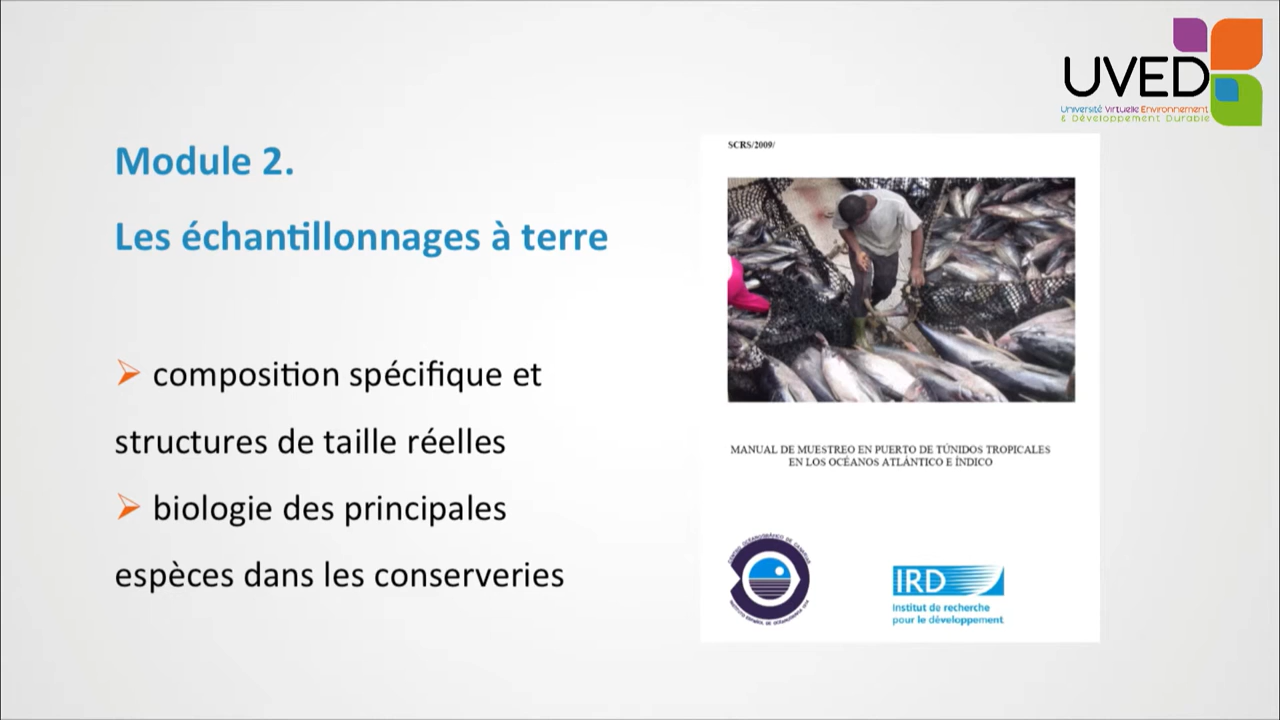 UVED
Université Virtuelle Environnement
& Développement Durable
Module 2.
Les échantillonnages à terre
composition spécifique et
structures de taille réelles
biologie des principales
espèces dans les conserveries
SCRS/2009/
MANUAL DE MUESTREO EN PUERTO DE TÚNIDOS TROPICALES
EN LOS OCÉANOS ATLÁNTICO E ÍNDICO
IRD
Institut de recherche
pour le développement